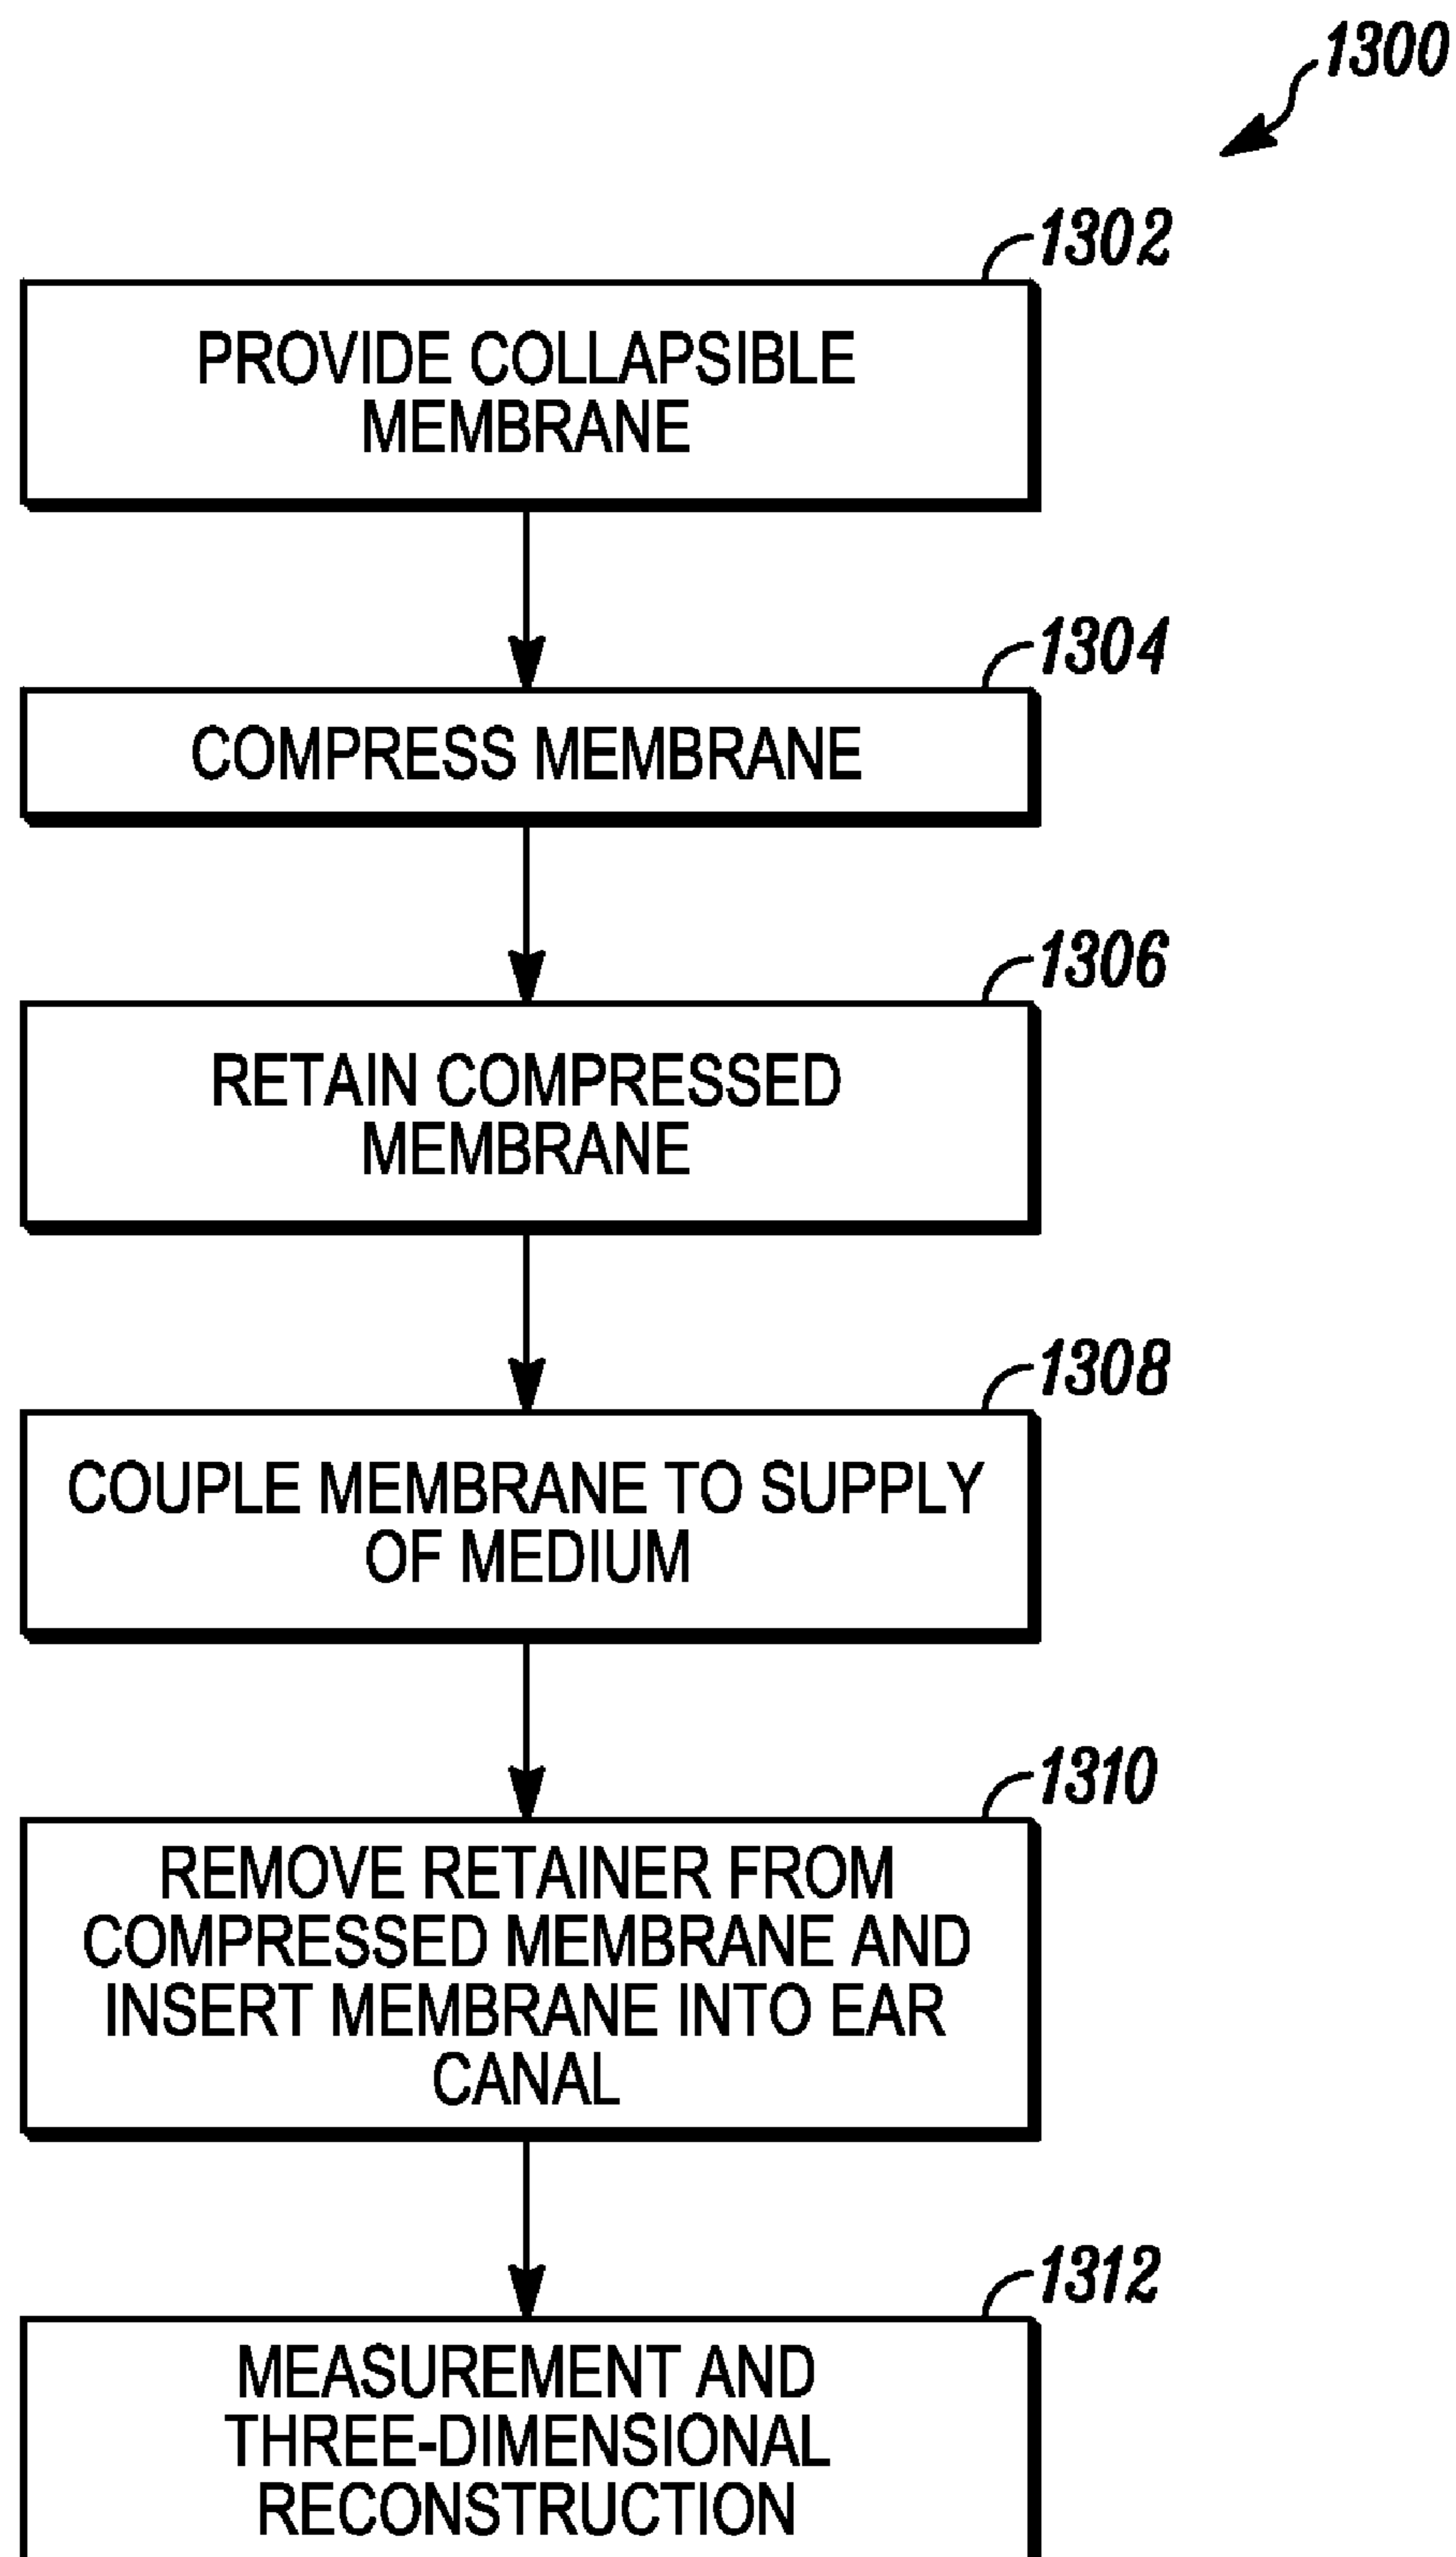 1300
1302
PROVIDE COLLAPSIBLE
MEMBRANE
1304
COMPRESS MEMBRANE
1306
RETAIN COMPRESSED
MEMBRANE
1308
COUPLE MEMBRANE TO SUPPLY
OF MEDIUM
1310
REMOVE RETAINER FROM
COMPRESSED MEMBRANE AND
INSERT MEMBRANE INTO EAR
CANAL
1312
MEASUREMENT AND
THREE-DIMENSIONAL
RECONSTRUCTION